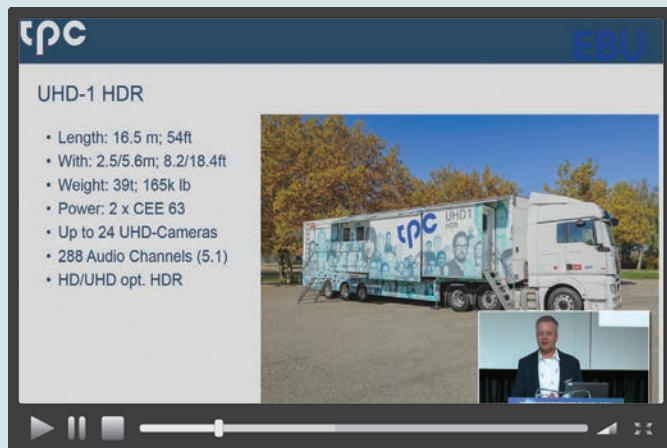 tpc
EBU
UHD-1 HDR
• Length: 16.5 m; 54ft
• With: 2.5/5.6m; 8.2/18.4ft
• Weight: 39t; 165k lb
• Power: 2 x CEE 63
• Up to 24 UHD-Cameras
• 288 Audio Channels (5.1)
• HD/UHD opt. HDR
tpc
UHD1
HDR